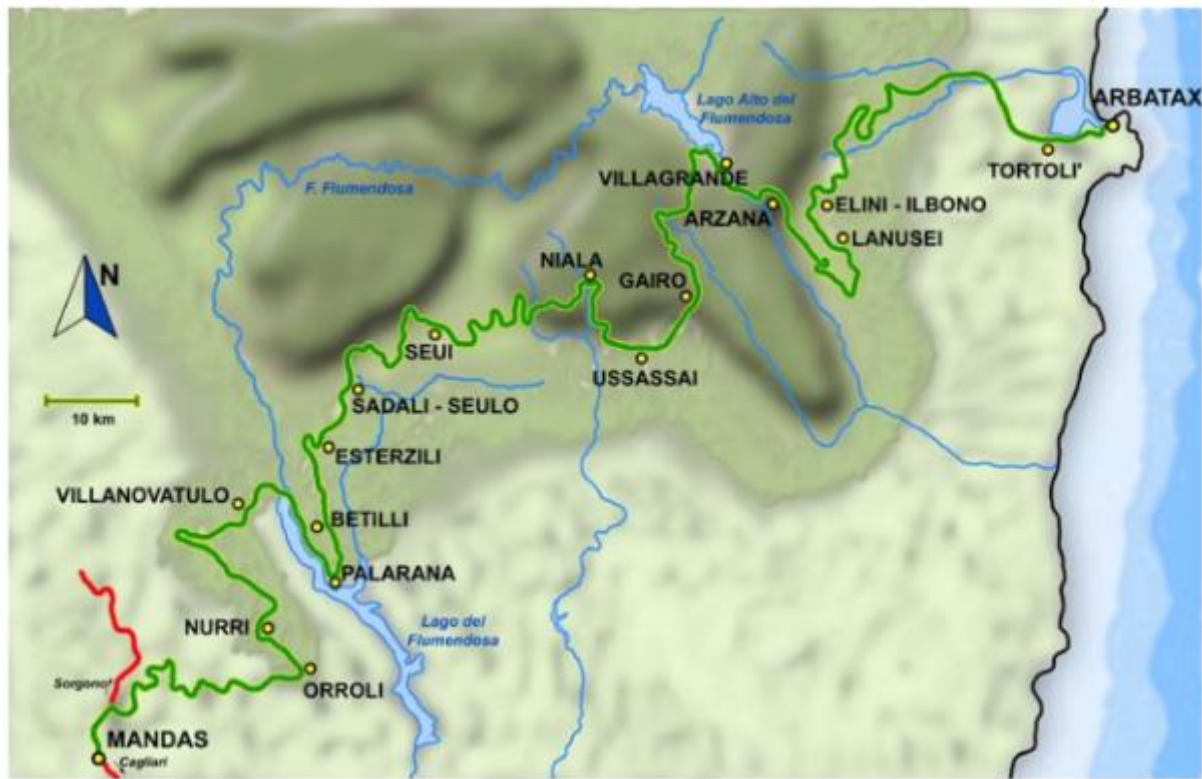 ARBATAX
Lago Alto del
Flumendosa
TORTOLI'
VILLAGRANDE
F. Flumendosa
ARZANA
ELINI - ILBONO
LANUSEI
NIALA
GAIRO
N
SEUI
USSASSAI
SADALI - SEULO
10 km
ESTERZILI
VILLANOVATULO
BETILLI
PALARANA
NURRI
Lago del
Flumendosa
Sorgono
ORROLI
MANDAS
Cagliari